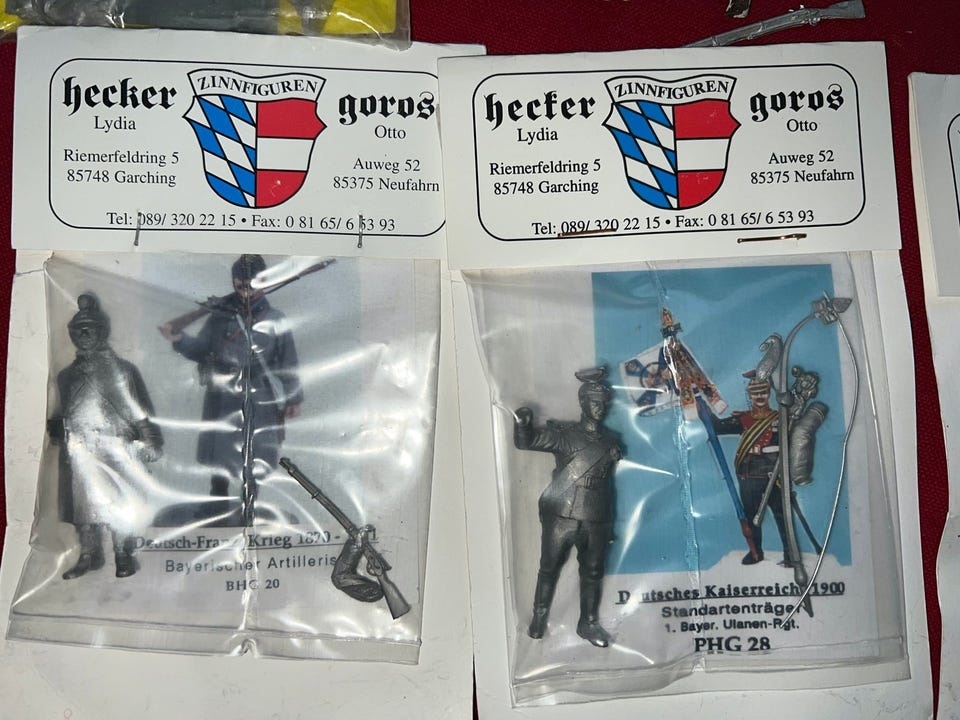 hecker
Lydia
Riemerfeldring 5
85748 Garching
ZINNFIGUREN
goros
Otto
Auweg 52
85375 Neufahrn
Tel: 089/ 320 22 15 • Fax: 0 81 65/ 6 53 93
Krieg 1870 -
Bayerischer
BHG 20
hecker
Lydia
Riemerfeldring 5
85748 Garching
ZINNFIGUREN
goros
Otto
Auweg 52
85375 Neufahrn
Tel: 089/ 320 22 15 • Fax: 0 81 65/ 6 53 93
Deutsches Kaiserreich 1900
Standartenträger
1. Bayer. Ulanen-Rgt.
PHG 28